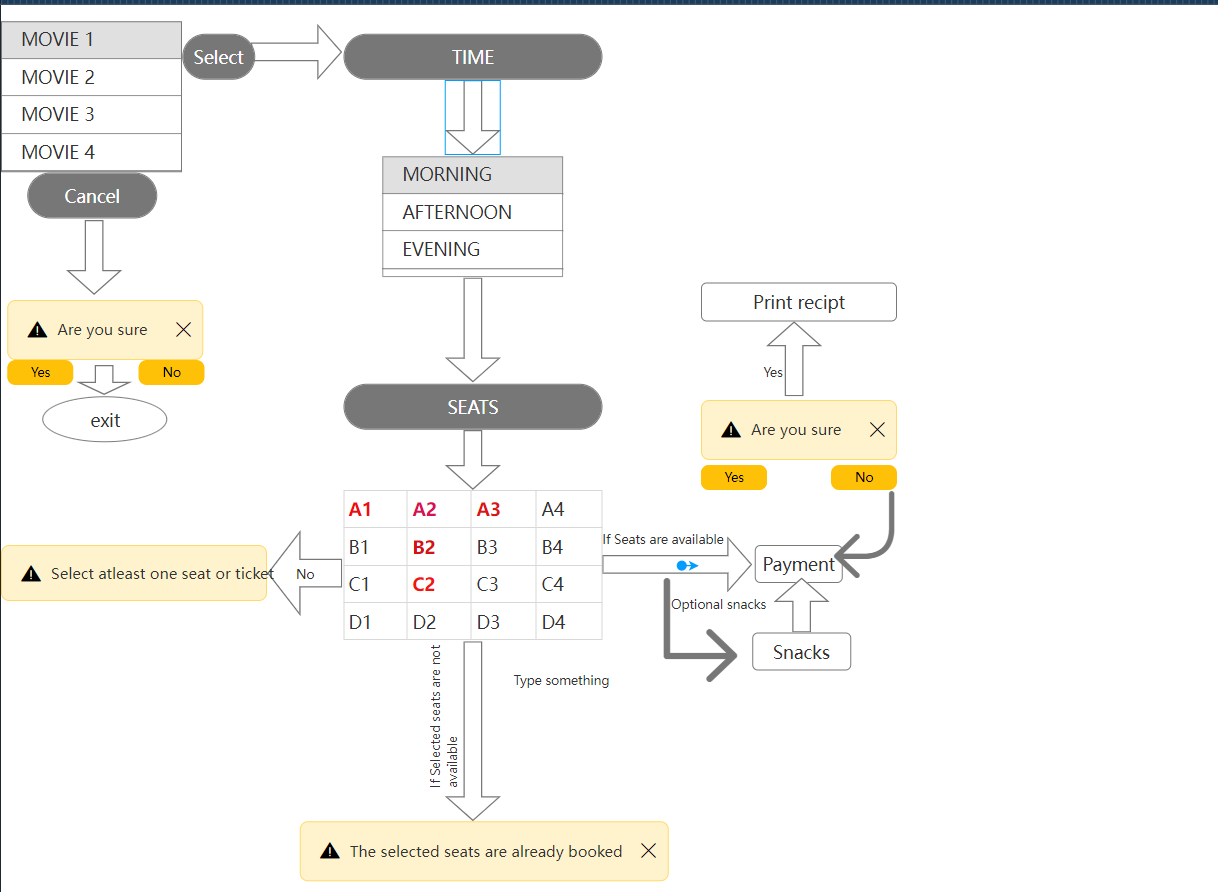 MOVIE 1
MOVIE 2
MOVIE 3
MOVIE 4
Select
Cancel
Are you sure
Yes
No
exit
TIME
MORNING
AFTERNOON
EVENING
SEATS
A1 A2 A3 A4
B1 B2 B3 B4
C1 C2 C3 C4
D1 D2 D3 D4
No
Select atleast one seat or ticket
If Selected seats are not
available
Type something
The selected seats are already booked
If Seats are available
Optional snacks
Snacks
Payment
Are you sure
Yes
No
Yes
Print recipt